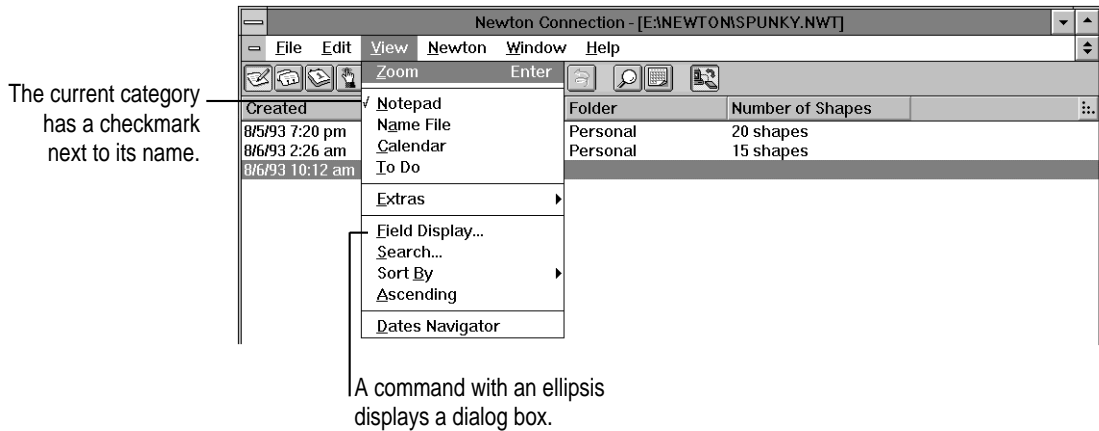 Newton Connection - [E:\NEWTON\SPUNKY.NWT]
File Edit View Newton Window Help
Zoom Enter
The current category
has a checkmark
next to its name.
Created Folder Number of Shapes
√ Notepad
Name File
Calendar
To Do
8/5/93 7:20 pm Personal 20 shapes
8/6/93 2:26 am Personal 15 shapes
8/6/93 10:12 am
Extras
Field Display...
Search...
Sort By
Ascending
Dates Navigator
A command with an ellipsis
displays a dialog box.